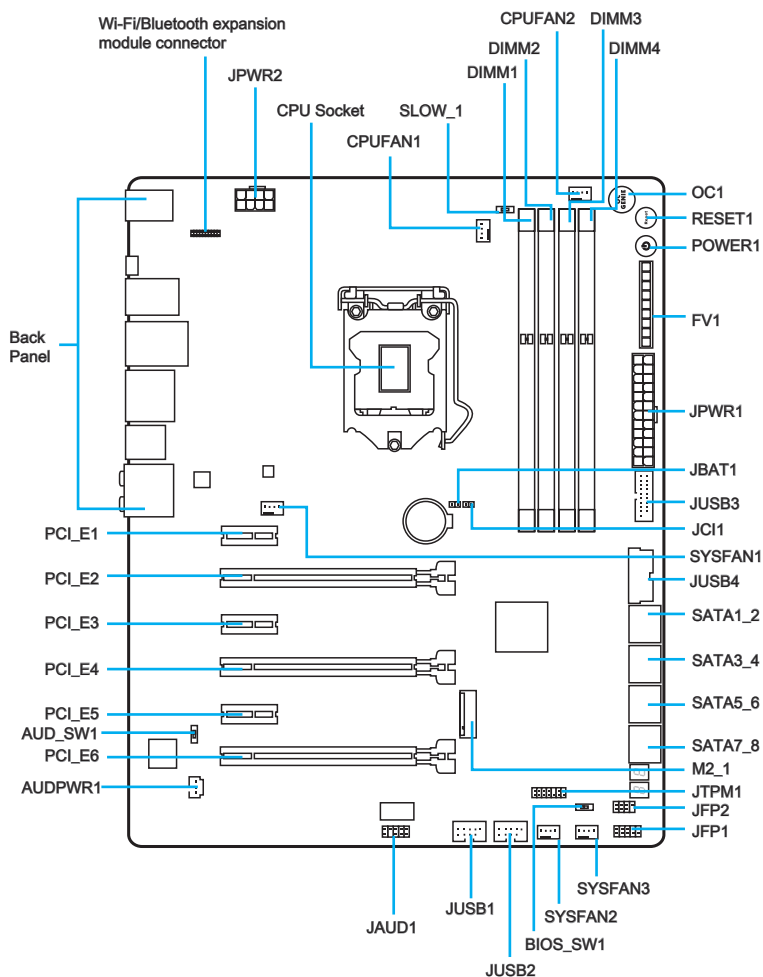 Wi-Fi/Bluetooth expansion
module connector
CPUFAN2
DIMM3
DIMM2
DIMM4
JPWR2
DIMM1
CPU Socket
SLOW_1
CPUFAN1
OC1
GENIE
RESET1
Reset
POWER1
FV1
Back
Panel
JPWR1
JBAT1
JUSB3
JCI1
PCI_E1
SYSFAN1
PCI_E2
JUSB4
SATA1_2
PCI_E3
PCI_E4
SATA3_4
SATA5_6
PCI_E5
AUD_SW1
PCI_E6
SATA7_8
M2_1
AUDPWR1
JTPM1
JFP2
JFP1
SYSFAN3
JUSB1
SYSFAN2
JAUD1
BIOS_SW1
JUSB2